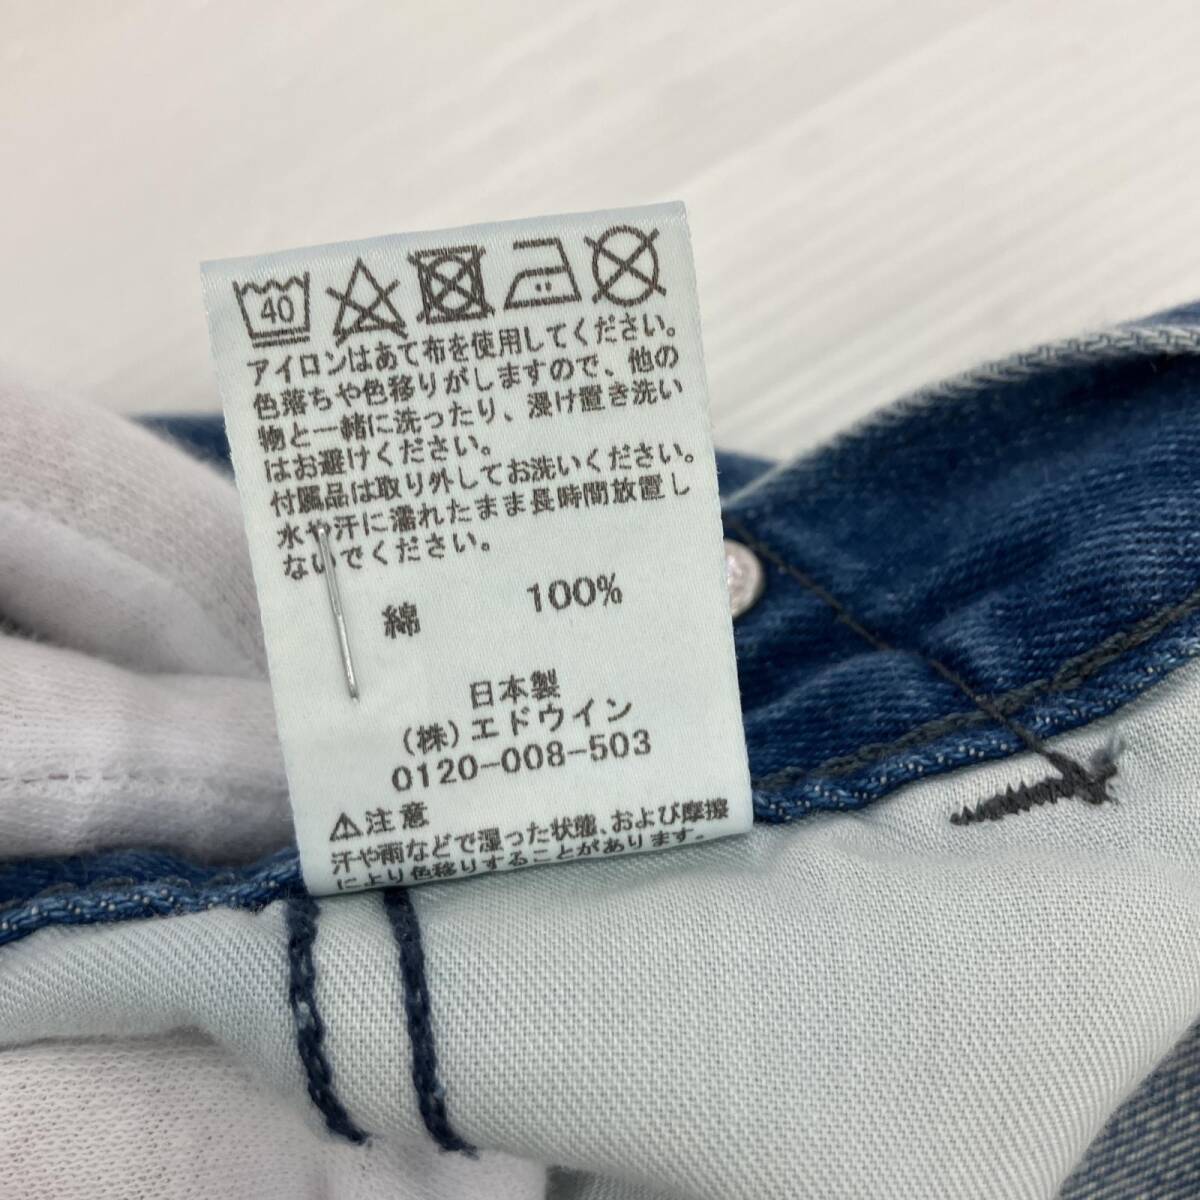 40
アイロンはあて布を使用してください。
色落ちや色移りがしますので、他の
物と一緒に洗ったり、浸け置き洗い
はお避けください。
付属品は取り外してお洗いください。
水や汗に濡れたまま長時間放置し
ないでください。
綿 100%
日本製
(株)エドウイン
0120-008-503
⚠注意
汗や雨などで湿った状態、および摩擦
により色移りすることがあります。